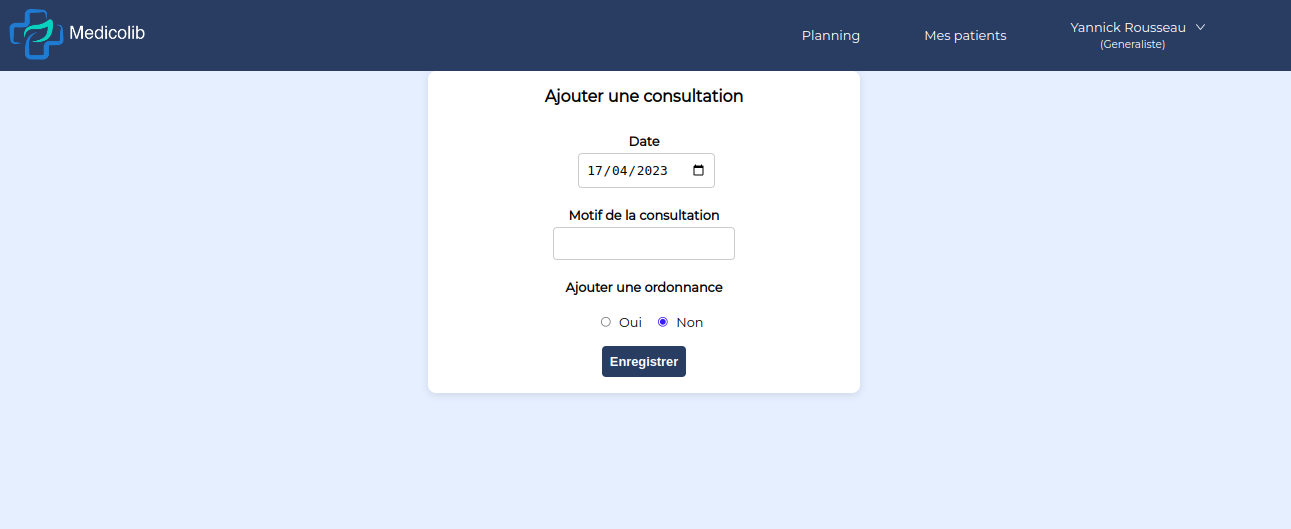 Medicolib
Planning
Mes patients
Yannick Rousseau
(Generaliste)
Ajouter une consultation
Date
17/04/2023
Motif de la consultation
Ajouter une ordonnance
Oui
Non
Enregistrer